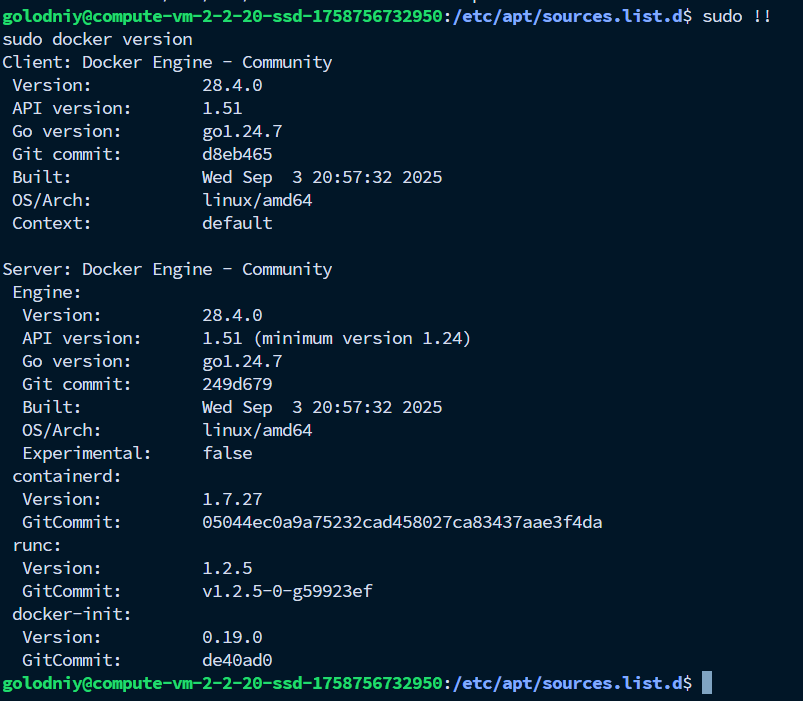 golodniy@compute-vm-2-2-20-ssd-1758756732950:/etc/apt/sources.list.d$ sudo !!
sudo docker version
Client: Docker Engine - Community
 Version:           28.4.0
 API version:       1.51
 Go version:        go1.24.7
 Git commit:        d8eb465
 Built:             Wed Sep  3 20:57:32 2025
 OS/Arch:           linux/amd64
 Context:           default

Server: Docker Engine - Community
 Engine:
  Version:          28.4.0
  API version:      1.51 (minimum version 1.24)
  Go version:       go1.24.7
  Git commit:       249d679
  Built:            Wed Sep  3 20:57:32 2025
  OS/Arch:          linux/amd64
  Experimental:     false
 containerd:
  Version:          1.7.27
  GitCommit:        05044ec0a9a75232cad458027ca83437aae3f4da
 runc:
  Version:          1.2.5
  GitCommit:        v1.2.5-0-g59923ef
 docker-init:
  Version:          0.19.0
  GitCommit:        de40ad0
golodniy@compute-vm-2-2-20-ssd-1758756732950:/etc/apt/sources.list.d$